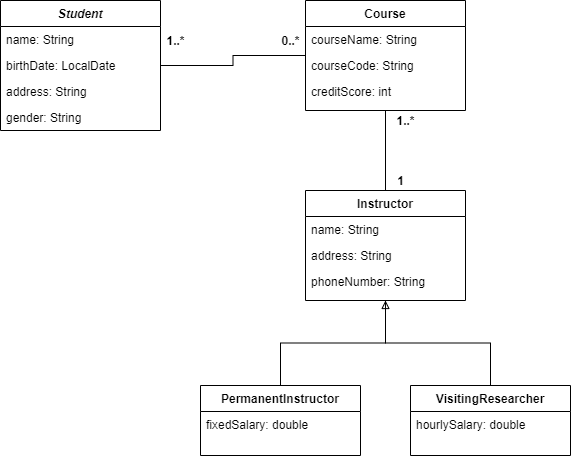 Student
name: String
birthDate: LocalDate
address: String
gender: String
1..*
0..*
Course
courseName: String
courseCode: String
creditScore: int
1..*
1
Instructor
name: String
address: String
phoneNumber: String
PermanentInstructor
fixedSalary: double
VisitingResearcher
hourlySalary: double